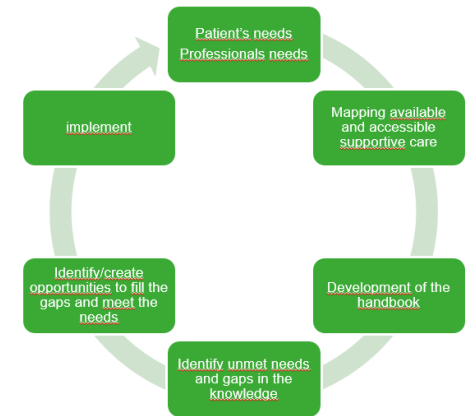 Patient's needs
Professionals needs
Mapping available
and accessible
supportive care
Development of the
handbook
Identify unmet needs
and gaps in the
knowledge
Identify/create
opportunities to fill the
gaps and meet the
needs
implement